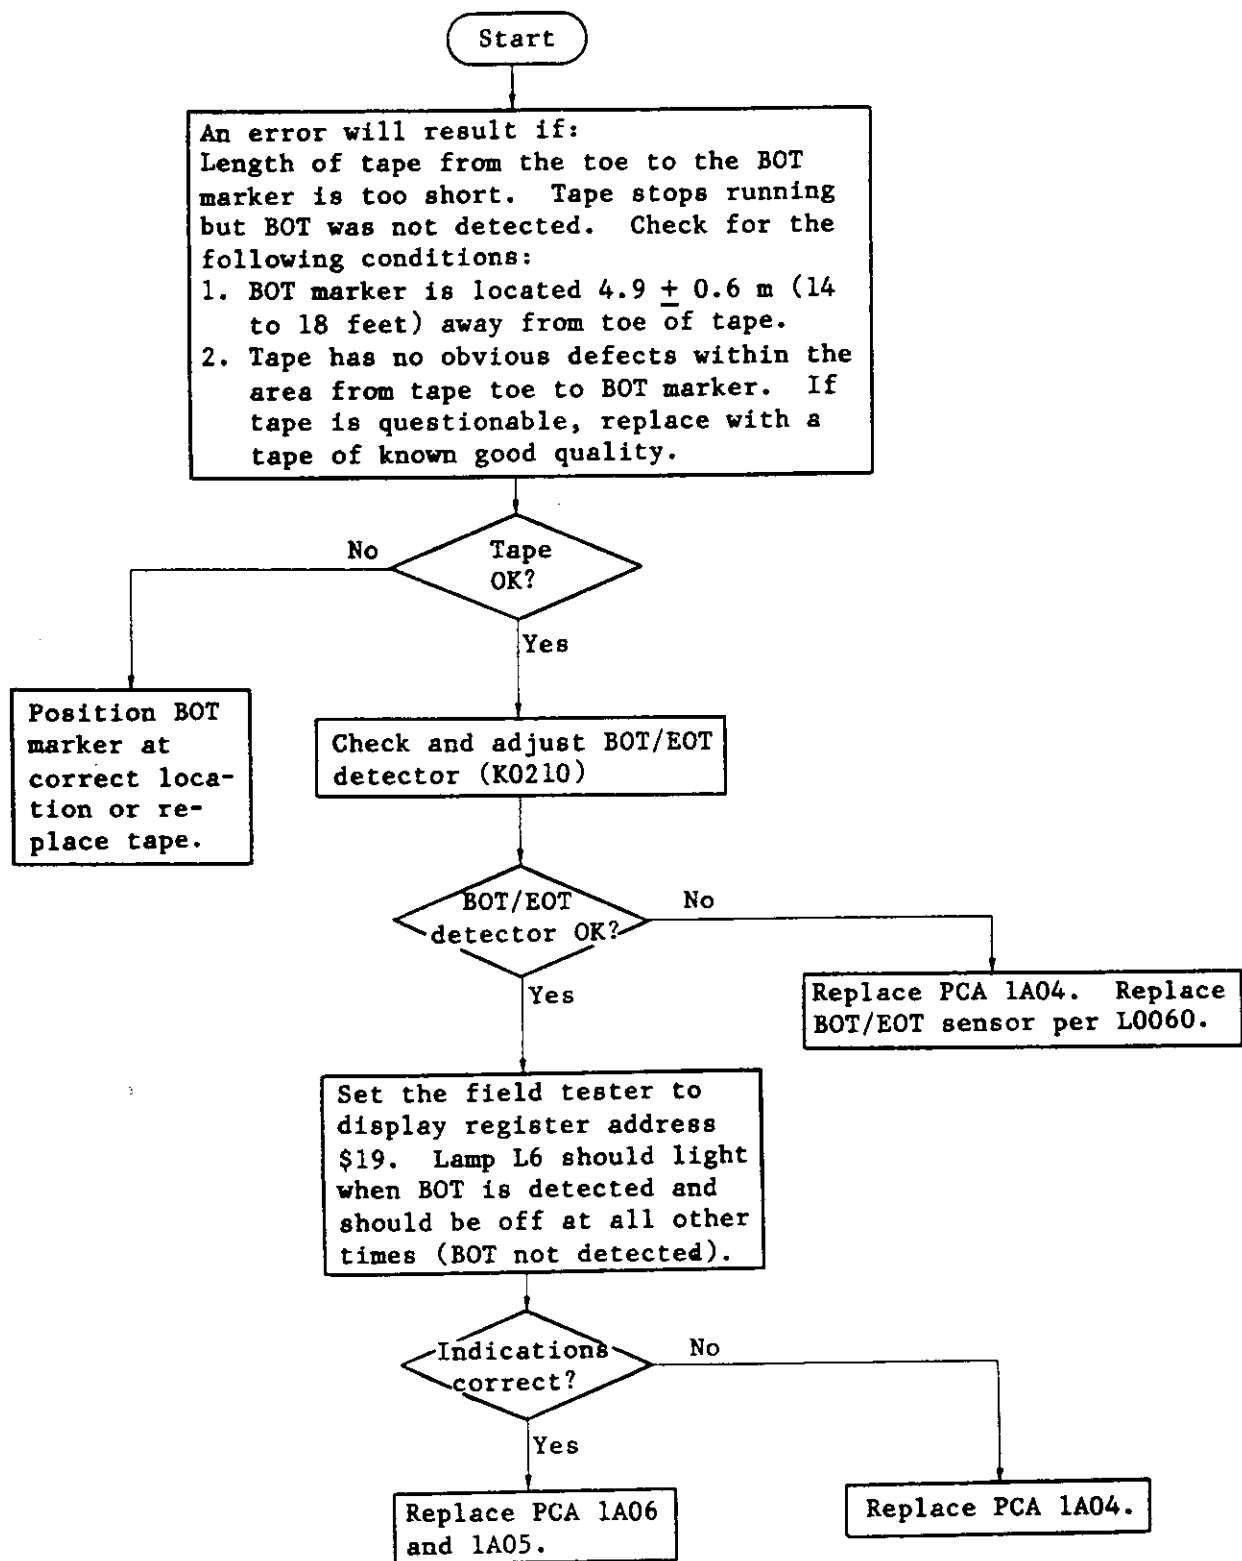 Start
An error will result if:
Length of tape from the toe to the BOT
marker is too short. Tape stops running
but BOT was not detected. Check for the
following conditions:
1. BOT marker is located 4.9 ± 0.6 m (14
to 18 feet) away from toe of tape.
2. Tape has no obvious defects within the
area from tape toe to BOT marker. If
tape is questionable, replace with a
tape of known good quality.
No
Tape
OK?
Yes
Position BOT
marker at
correct loca-
tion or re-
place tape.
Check and adjust BOT/EOT
detector (K0210)
BOT/EOT
detector OK?
No
Yes
Replace PCA 1A04. Replace
BOT/EOT sensor per L0060.
Set the field tester to
display register address
$19. Lamp L6 should light
when BOT is detected and
should be off at all other
times (BOT not detected).
Indications
correct?
No
Yes
Replace PCA 1A06
and 1A05.
Replace PCA 1A04.